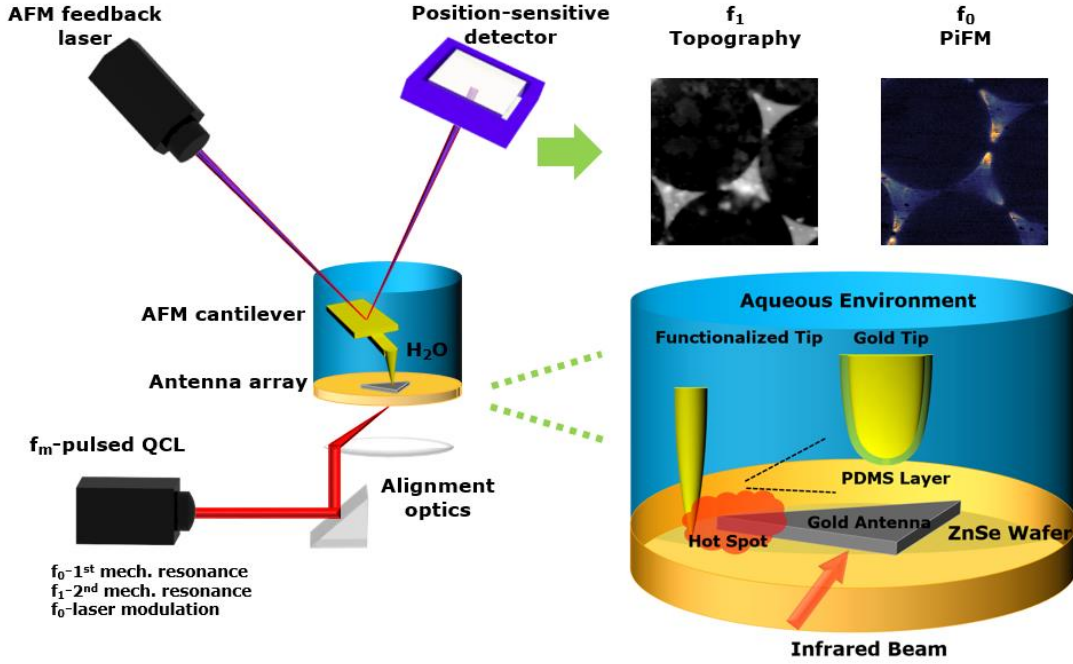 AFM feedback
laser
Position-sensitive
detector
f₁
Topography
f₀
PiFM
AFM cantilever
H₂O
Antenna array
fₘ-pulsed QCL
Alignment
optics
f₀-1ˢᵗ mech. resonance
f₁-2ⁿᵈ mech. resonance
f₀-laser modulation
Aqueous Environment
Functionalized Tip
Gold Tip
PDMS Layer
Gold Antenna
ZnSe Wafer
Hot Spot
Infrared Beam